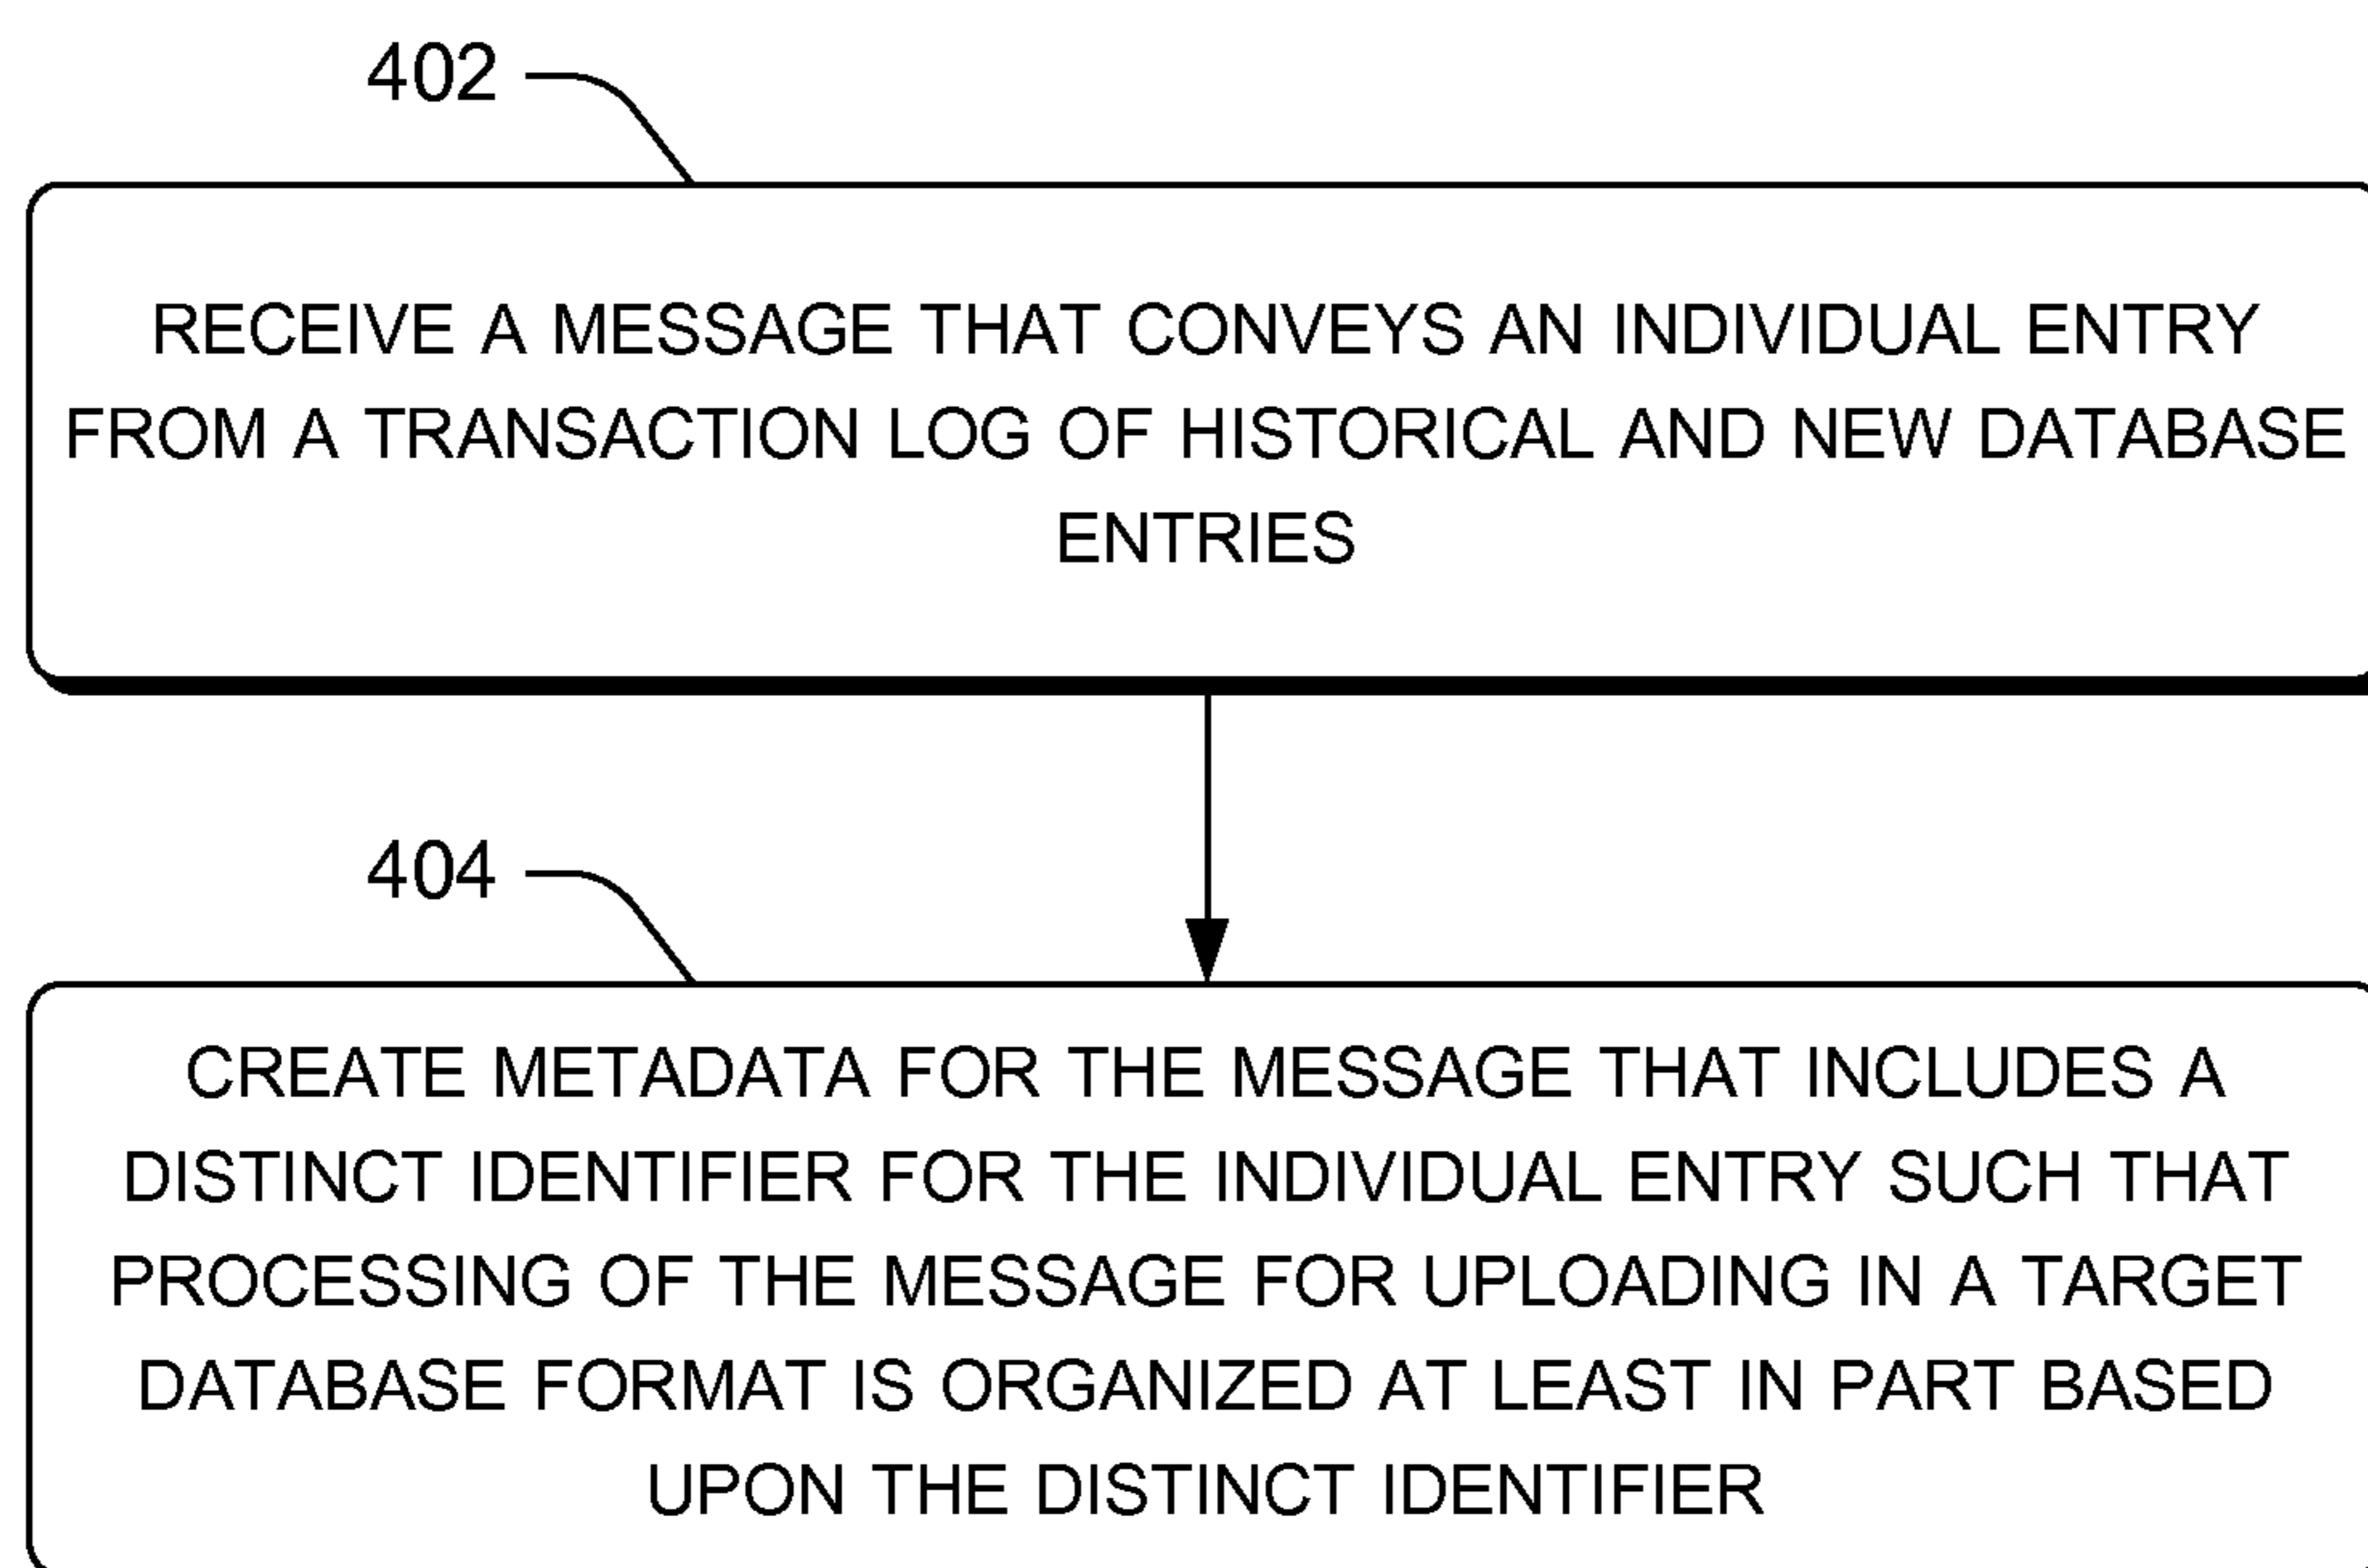 402
RECEIVE A MESSAGE THAT CONVEYS AN INDIVIDUAL ENTRY
FROM A TRANSACTION LOG OF HISTORICAL AND NEW DATABASE
ENTRIES
404
CREATE METADATA FOR THE MESSAGE THAT INCLUDES A
DISTINCT IDENTIFIER FOR THE INDIVIDUAL ENTRY SUCH THAT
PROCESSING OF THE MESSAGE FOR UPLOADING IN A TARGET
DATABASE FORMAT IS ORGANIZED AT LEAST IN PART BASED
UPON THE DISTINCT IDENTIFIER